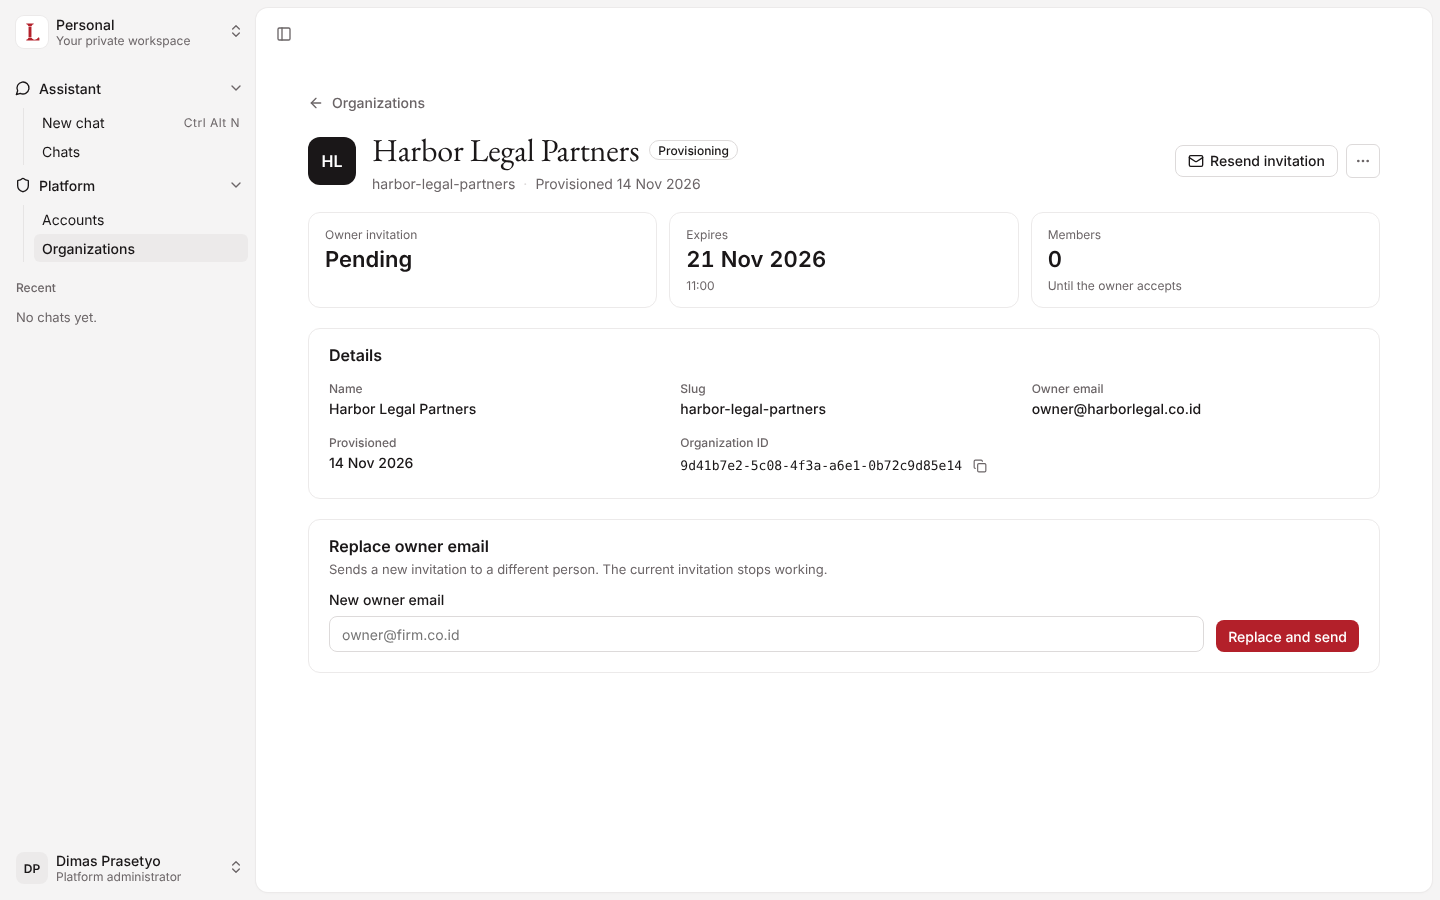 L
Personal
Your private workspace
Assistant
New chat
Ctrl Alt N
Chats
Platform
Accounts
Organizations
Recent
No chats yet.
DP
Dimas Prasetyo
Platform administrator
Organizations
HL
Harbor Legal Partners
Provisioning
harbor-legal-partners · Provisioned 14 Nov 2026
Resend invitation
Owner invitation
Pending
Expires
21 Nov 2026
11:00
Members
0
Until the owner accepts
Details
Name
Harbor Legal Partners
Slug
harbor-legal-partners
Owner email
owner@harborlegal.co.id
Provisioned
14 Nov 2026
Organization ID
9d41b7e2-5c08-4f3a-a6e1-0b72c9d85e14
Replace owner email
Sends a new invitation to a different person. The current invitation stops working.
New owner email
owner@firm.co.id
Replace and send